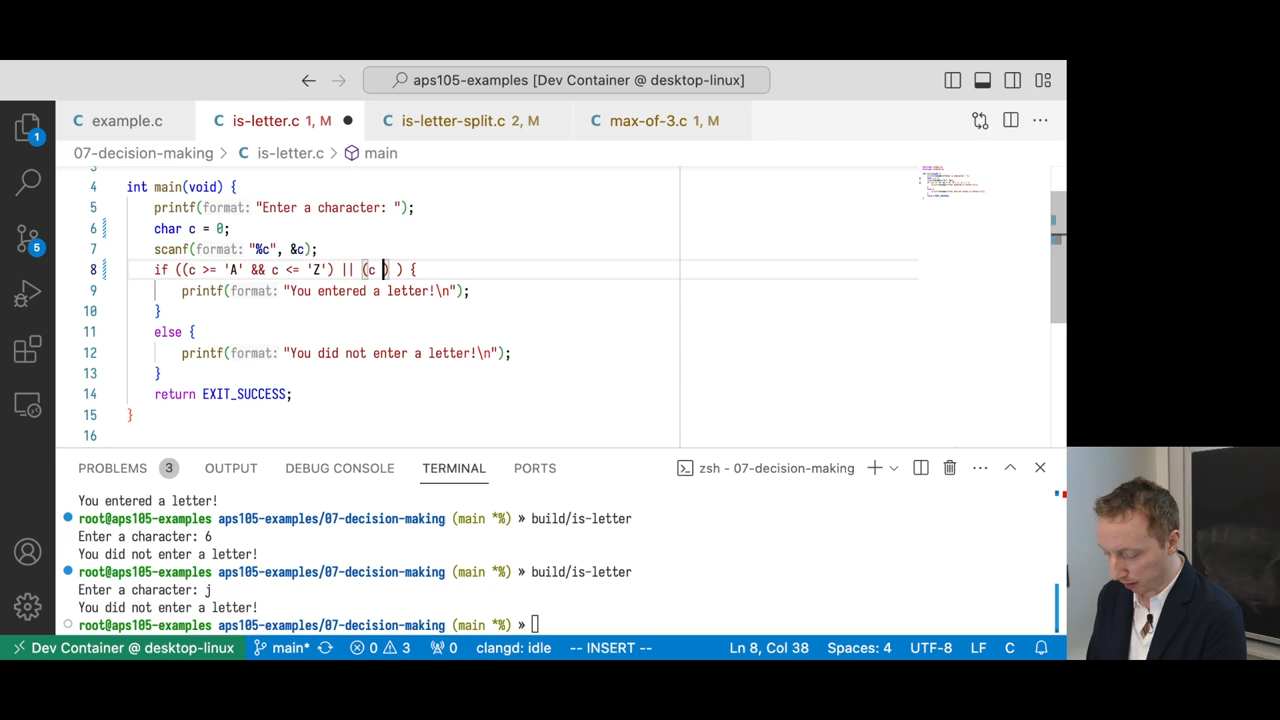 aps105-examples [Dev Container @ desktop-linux]
C example.c
C is-letter.c 1, M
C is-letter-split.c 2, M
C max-of-3.c 1, M
07-decision-making > C is-letter.c > main
3
4 int main(void) {
5 printf(format: "Enter a character: ");
6 char c = 0;
7 scanf(format: "%c", &c);
8 if ((c >= 'A' && c <= 'Z') || (c ) ) {
9 printf(format: "You entered a letter!\n");
10 }
11 else {
12 printf(format: "You did not enter a letter!\n");
13 }
14 return EXIT_SUCCESS;
15 }
16
1
5
PROBLEMS 3 OUTPUT DEBUG CONSOLE TERMINAL PORTS zsh - 07-decision-making
You entered a letter!
root@aps105-examples aps105-examples/07-decision-making (main *%) » build/is-letter
Enter a character: 6
You did not enter a letter!
root@aps105-examples aps105-examples/07-decision-making (main *%) » build/is-letter
Enter a character: j
You did not enter a letter!
root@aps105-examples aps105-examples/07-decision-making (main *%) »
Dev Container @ desktop-linux main* 0 3 0 clangd: idle -- INSERT -- Ln 8, Col 38 Spaces: 4 UTF-8 LF C